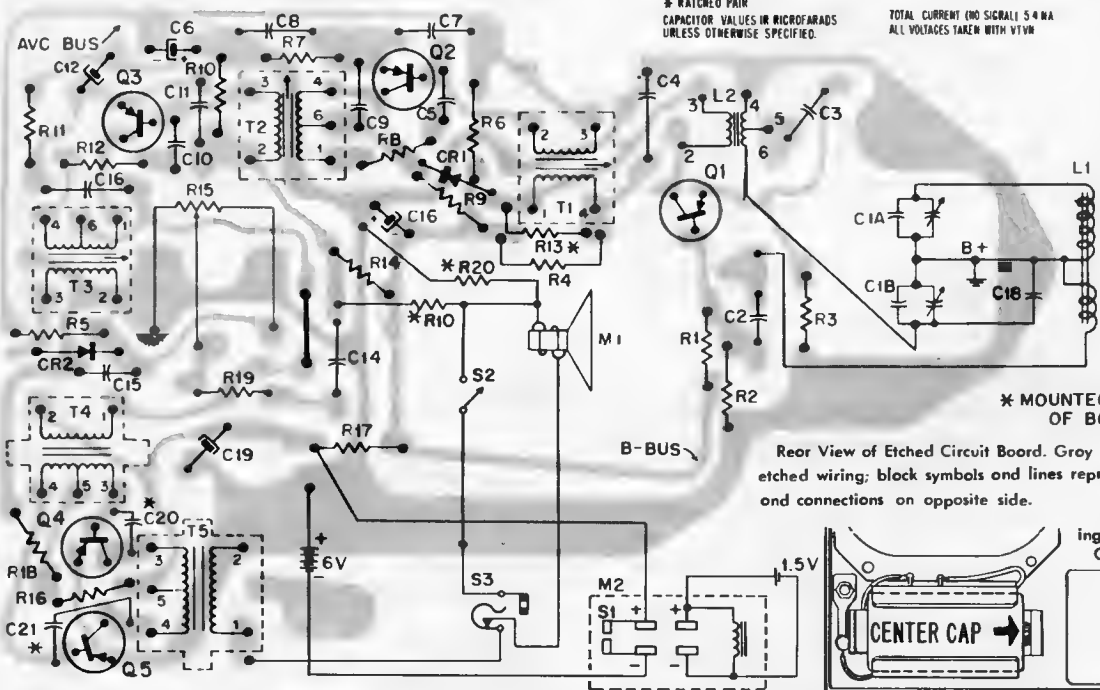 * MATCHED PAIR
CAPACITOR VALUES IN MICROFARADS
URLESS OTHERWISE SPECIFIED.
TOTAL CURRENT (NO SIGNAL) 5.4 MA
ALL VOLTAGES TAKEN WITH VTVM
AVC BUS
C6
C8
R7
C7
Q2
C12
Q3
R10
C11
3
4
T2
6
2
1
C9
C5
R6
C4
L2
3
4
5
2
6
C3
R11
R12
C10
R8
CR1
R9
2
3
T1
1
4
Q1
L1
C16
R15
C16
R13*
R4
C1A
B+
C1B
C18
4
6
1
T3
3
2
R14
* R20
* R10
M1
R5
CR2
C15
C14
R1
C2
R3
R2
R19
S2
T4
2
1
4
5
3
C19
R17
B-BUS
* MOUNTE
OF B
Rear View of Etched Circuit Board. Gray
etched wiring; block symbols and lines repr
and connections on opposite side.
Q4
* C20
R18
R16
C21
*
Q5
T5
3
2
5
4
1
+
6V
-
S3
M2
S1
+
+
-
-
1.5V
ing
CENTER CAP